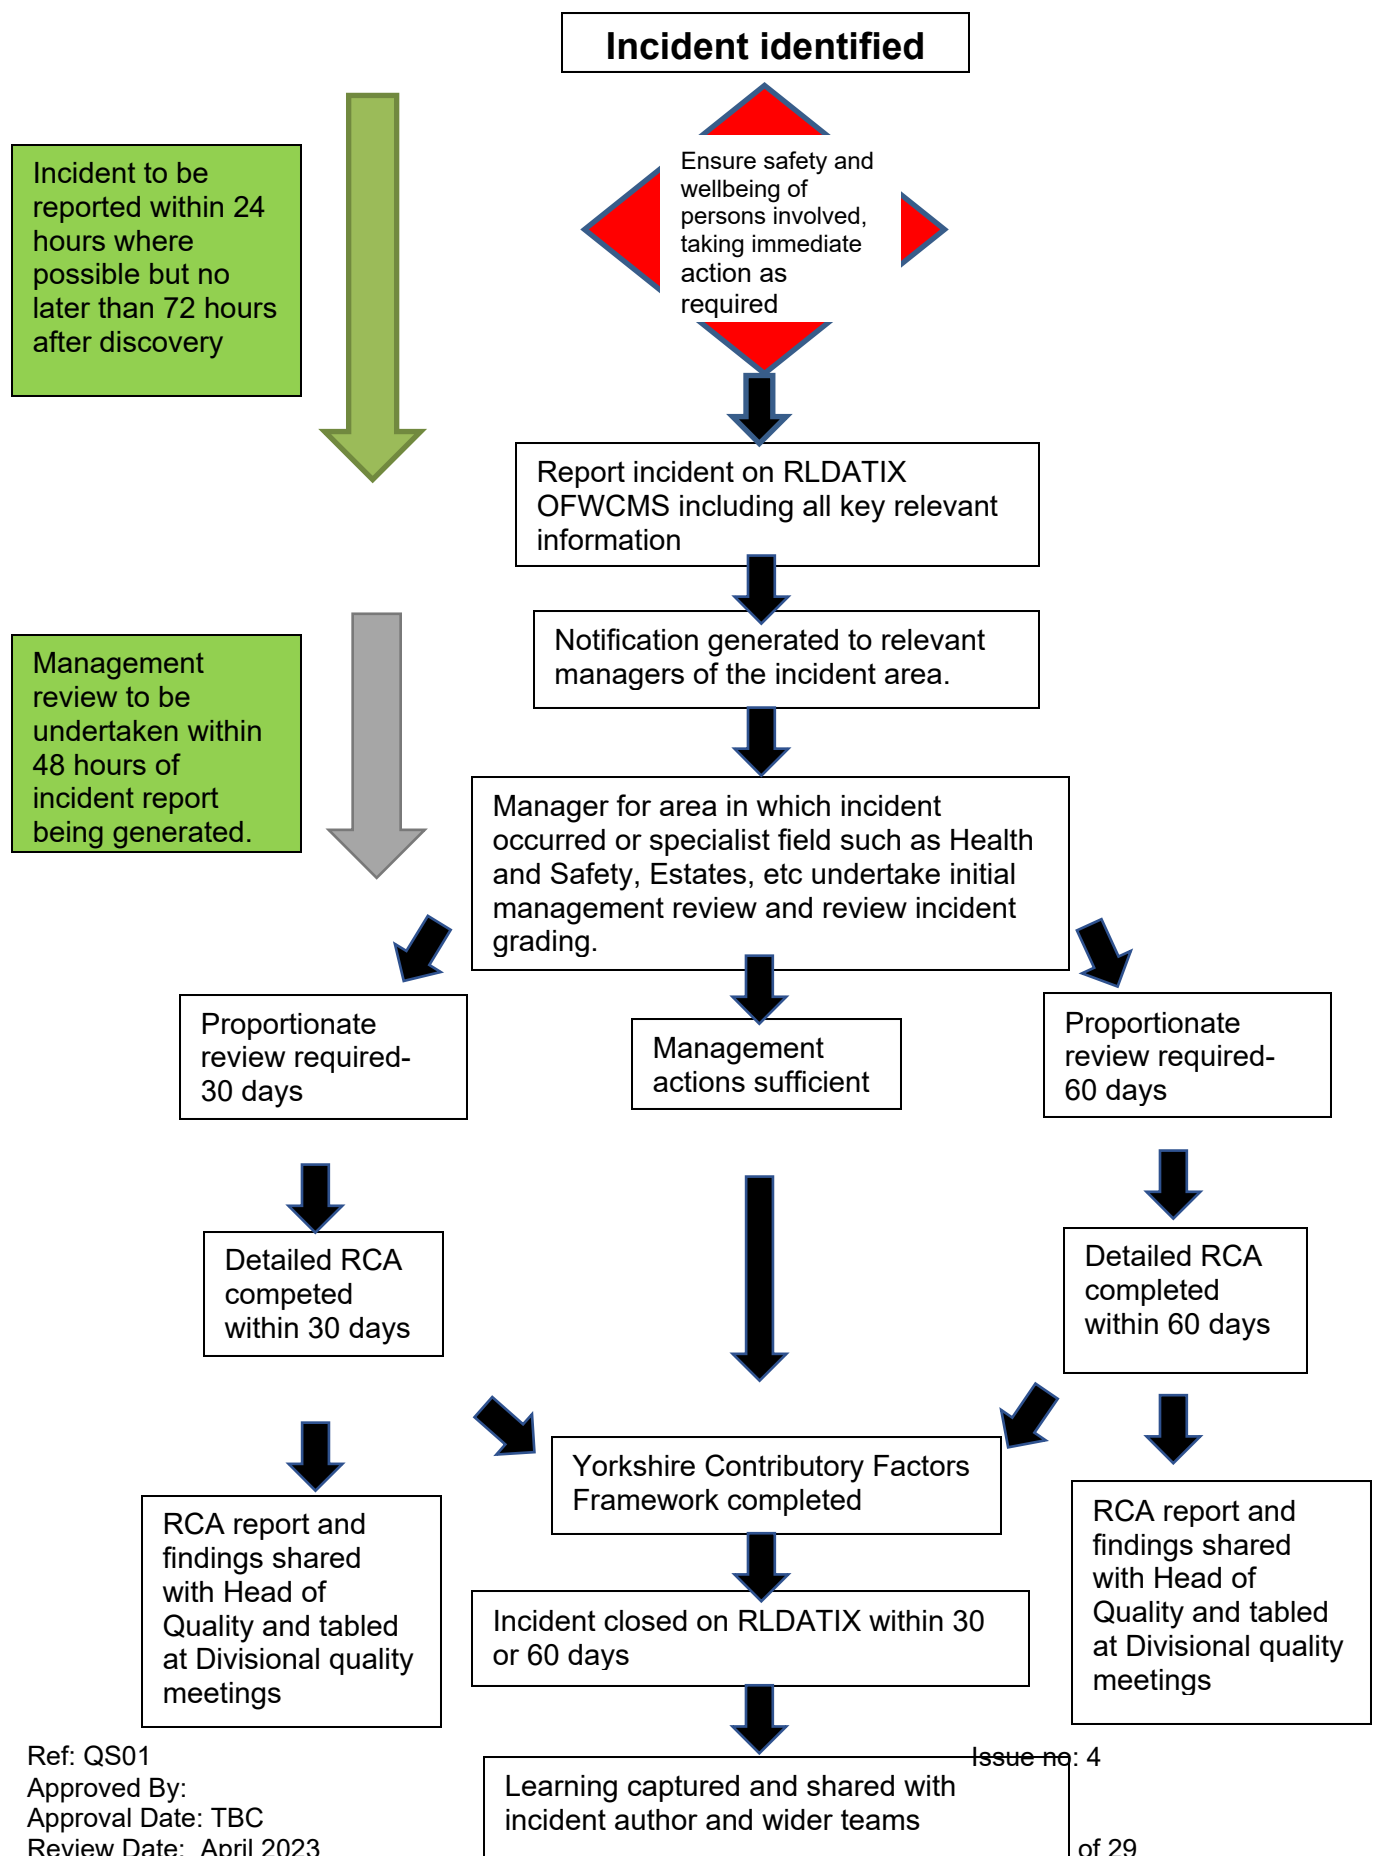 Incident identified
Ensure safety and
wellbeing of
persons involved,
taking immediate
action as
required
Incident to be
reported within 24
hours where
possible but no
later than 72 hours
after discovery
Report incident on RLDATIX
OFWCMS including all key relevant
information
Notification generated to relevant
managers of the incident area.
Management
review to be
undertaken within
48 hours of
incident report
being generated.
Manager for area in which incident
occurred or specialist field such as Health
and Safety, Estates, etc undertake initial
management review and review incident
grading.
Proportionate
review required-
30 days
Management
actions sufficient
Proportionate
review required-
60 days
Detailed RCA
competed
within 30 days
Detailed RCA
completed
within 60 days
Yorkshire Contributory Factors
Framework completed
RCA report and
findings shared
with Head of
Quality and tabled
at Divisional quality
meetings
RCA report and
findings shared
with Head of
Quality and tabled
at Divisional quality
meetings
Incident closed on RLDATIX within 30
or 60 days
Learning captured and shared with
incident author and wider teams
Ref: QS01
Issue no: 4
Approved By:
Approval Date: TBC
Review Date: April 2023
of 29